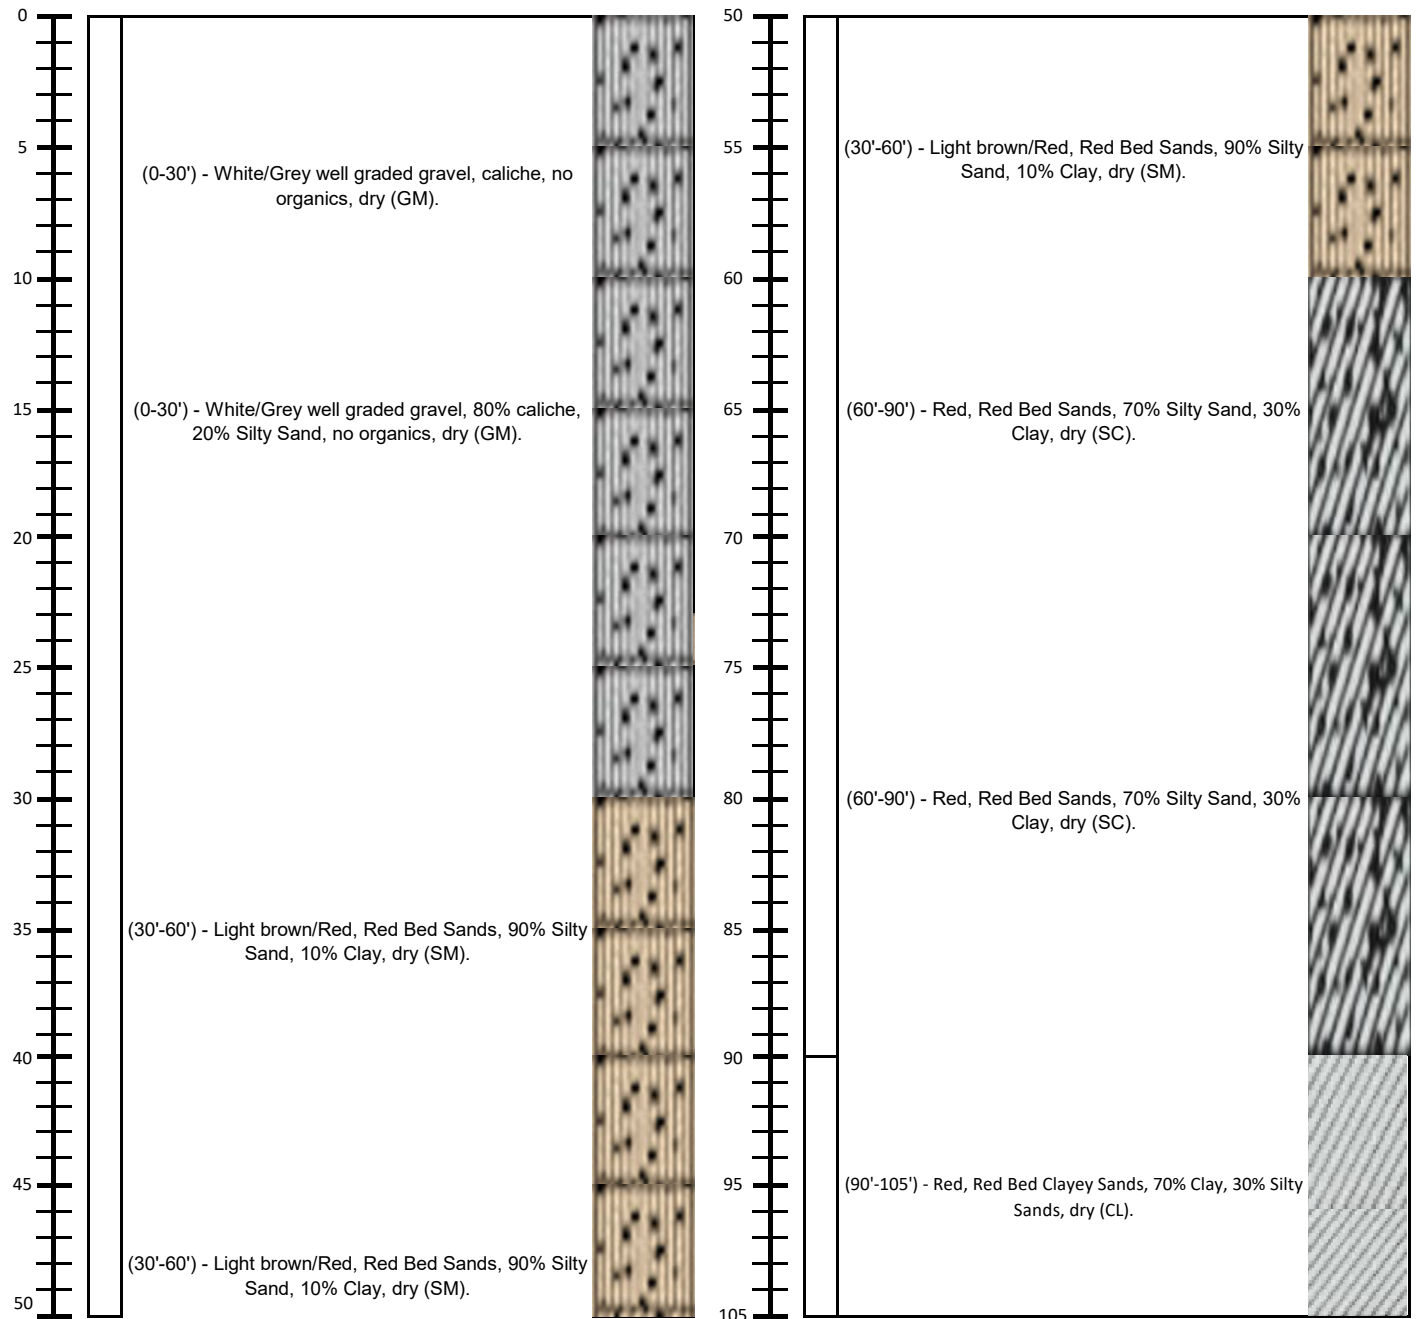 0
5
(0-30') - White/Grey well graded gravel, caliche, no
organics, dry (GM).
10
15
(0-30') - White/Grey well graded gravel, 80% caliche,
20% Silty Sand, no organics, dry (GM).
20
25
30
35
(30'-60') - Light brown/Red, Red Bed Sands, 90% Silty
Sand, 10% Clay, dry (SM).
40
45
(30'-60') - Light brown/Red, Red Bed Sands, 90% Silty
Sand, 10% Clay, dry (SM).
50
50
55
(30'-60') - Light brown/Red, Red Bed Sands, 90% Silty
Sand, 10% Clay, dry (SM).
60
65
(60'-90') - Red, Red Bed Sands, 70% Silty Sand, 30%
Clay, dry (SC).
70
75
80
(60'-90') - Red, Red Bed Sands, 70% Silty Sand, 30%
Clay, dry (SC).
85
90
95
(90'-105') - Red, Red Bed Clayey Sands, 70% Clay, 30% Silty
Sands, dry (CL).
105